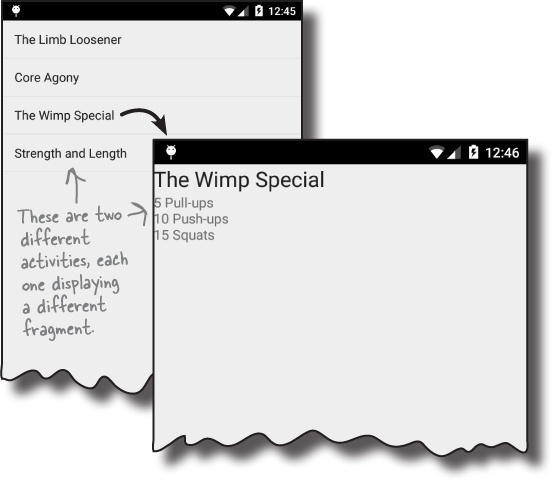 12:45
The Limb Loosener
Core Agony
The Wimp Special
Strength and Length
These are two
different
activities, each
one displaying
a different
fragment.
12:46
The Wimp Special
5 Pull-ups
10 Push-ups
15 Squats